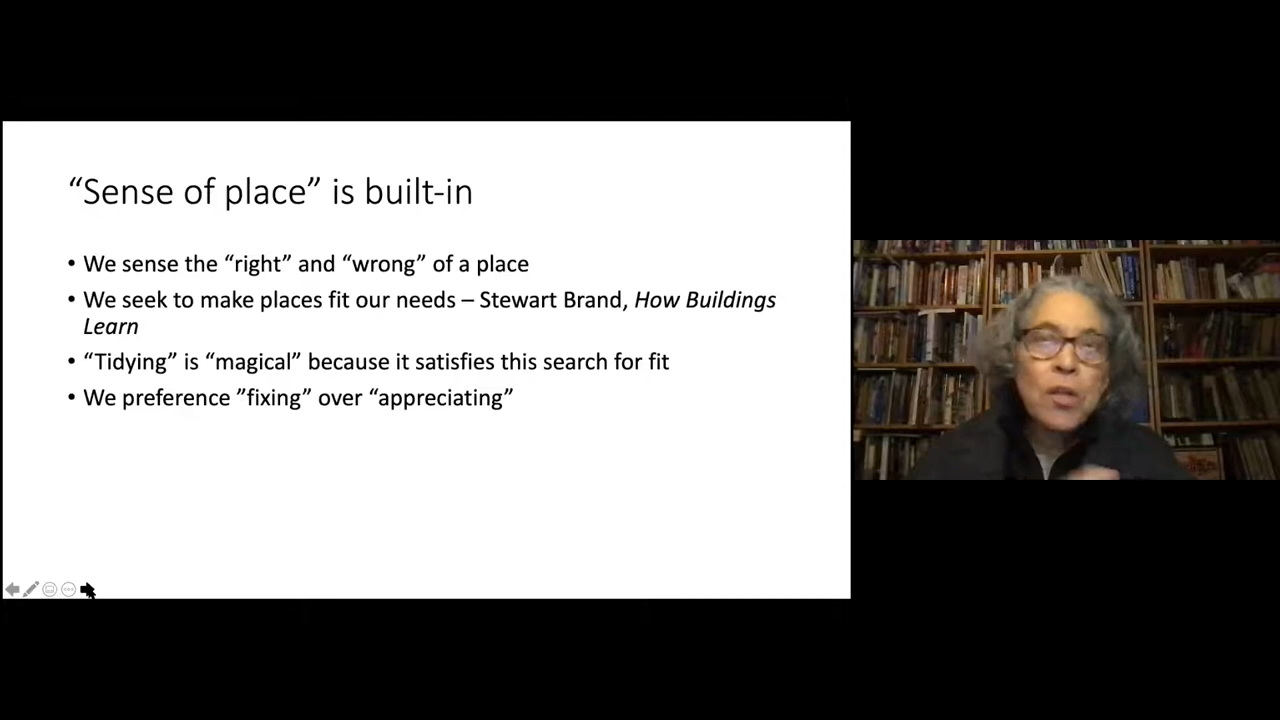 “Sense of place” is built-in
• We sense the “right” and “wrong” of a place
• We seek to make places fit our needs – Stewart Brand, How Buildings
Learn
• “Tidying” is “magical” because it satisfies this search for fit
• We preference ”fixing” over “appreciating”